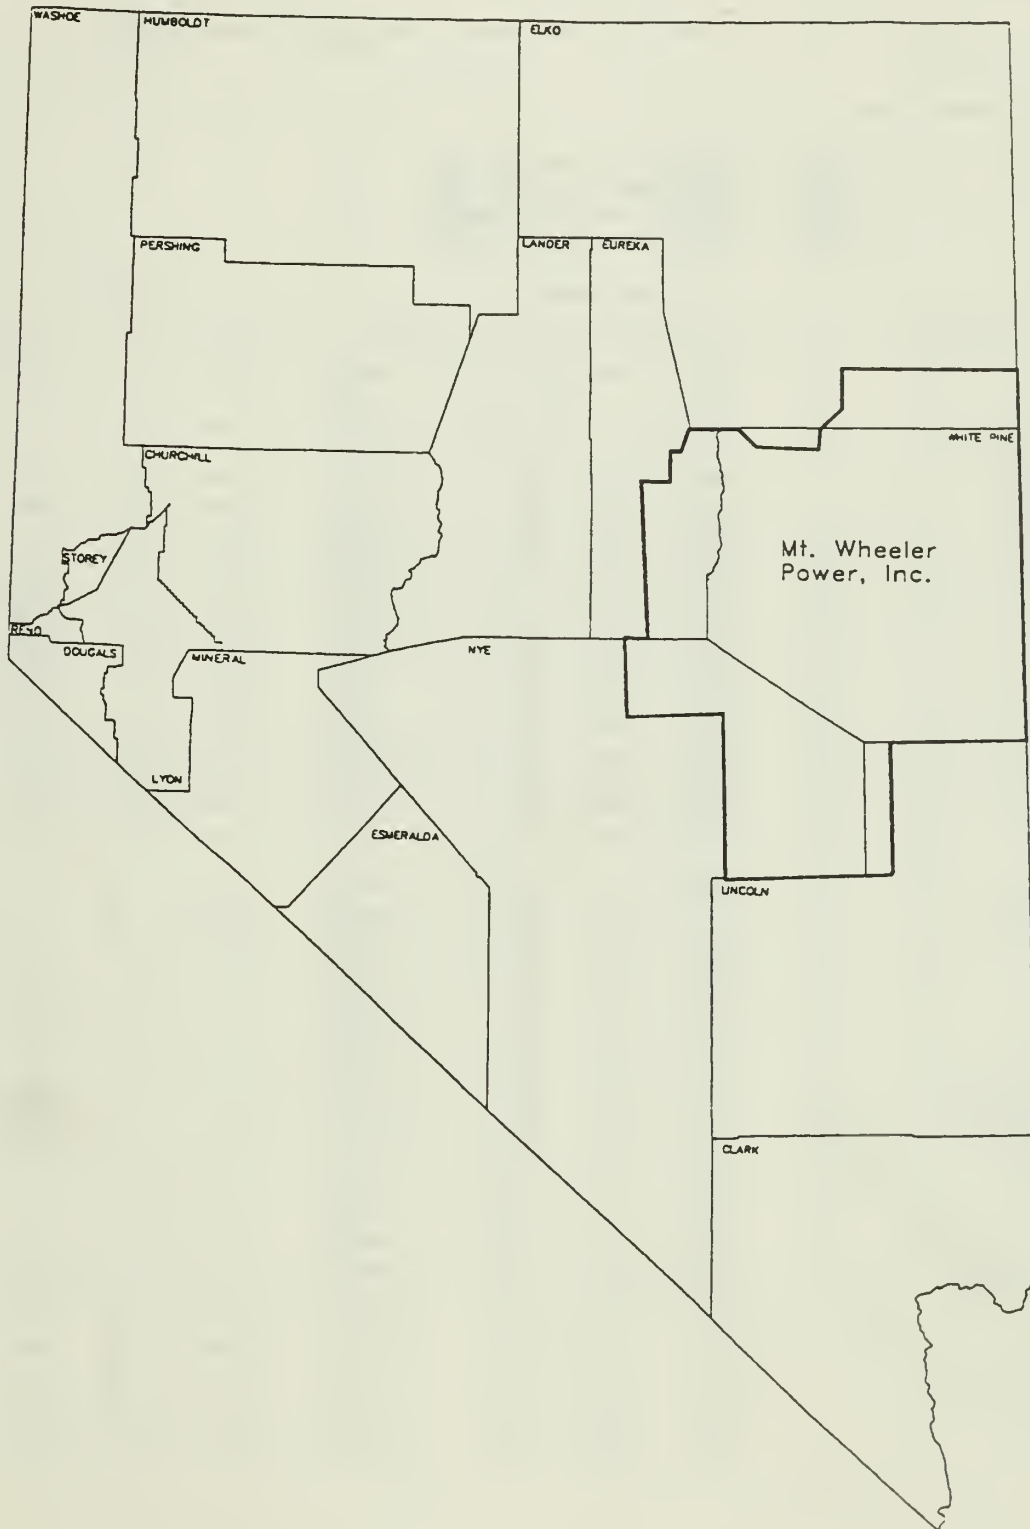 WASHOE
HUMBOLDT
ELKO
PERSHING
LANDER
EUREKA
WHITE PINE
CHURCHILL
STOREY
Mt. Wheeler
Power, Inc.
RENO
DOUGALS
MINERAL
NYE
LYON
ESMERALDA
LINCOLN
CLARK